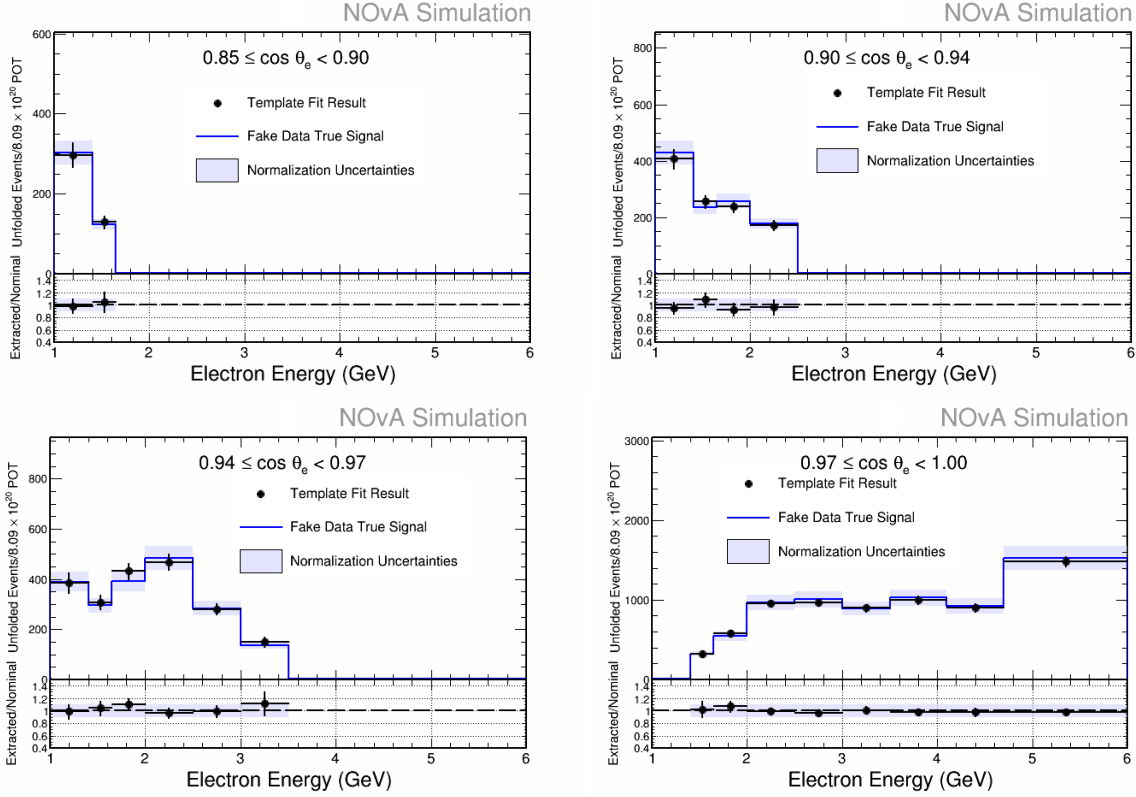 NOvA Simulation
0.85 ≤ cos θe < 0.90
Template Fit Result
Fake Data True Signal
Normalization Uncertainties
Unfolded Events/8.09 × 10²⁰ POT
600
400
200
0
Extracted/Nominal
1.4
1.2
1
0.8
0.6
0.4
1 2 3 4 5 6
Electron Energy (GeV)
NOvA Simulation
0.90 ≤ cos θe < 0.94
Template Fit Result
Fake Data True Signal
Normalization Uncertainties
Unfolded Events/8.09 × 10²⁰ POT
800
600
400
200
0
Extracted/Nominal
1.4
1.2
1
0.8
0.6
0.4
1 2 3 4 5 6
Electron Energy (GeV)
NOvA Simulation
0.94 ≤ cos θe < 0.97
Template Fit Result
Fake Data True Signal
Normalization Uncertainties
Unfolded Events/8.09 × 10²⁰ POT
800
600
400
200
0
Extracted/Nominal
1.4
1.2
1
0.8
0.6
0.4
1 2 3 4 5 6
Electron Energy (GeV)
NOvA Simulation
0.97 ≤ cos θe < 1.00
Template Fit Result
Fake Data True Signal
Normalization Uncertainties
Unfolded Events/8.09 × 10²⁰ POT
3000
2000
1000
0
Extracted/Nominal
1.4
1.2
1
0.8
0.6
0.4
1 2 3 4 5 6
Electron Energy (GeV)